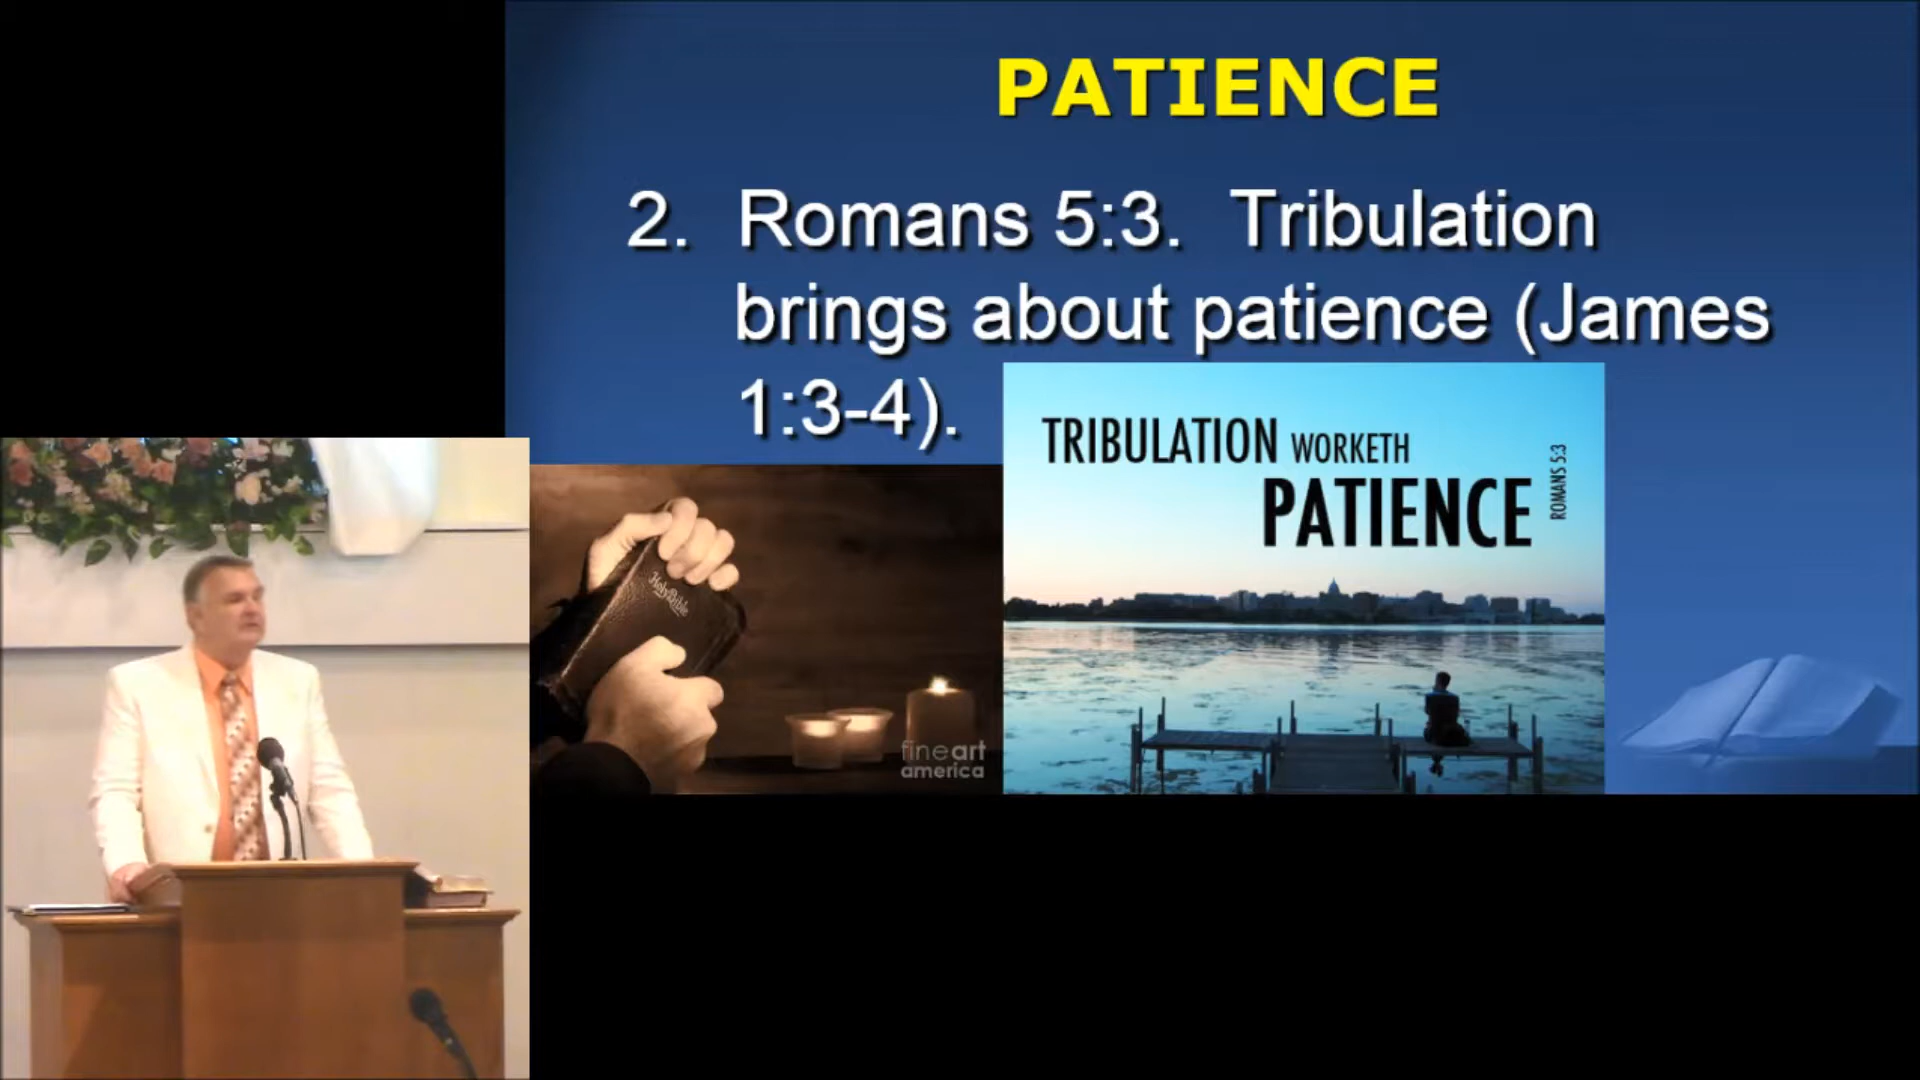 PATIENCE
2. Romans 5:3. Tribulation
brings about patience (James
1:3-4).
TRIBULATION WORKETH
PATIENCE
ROMANS 5:3
Holy Bible
fineart
america